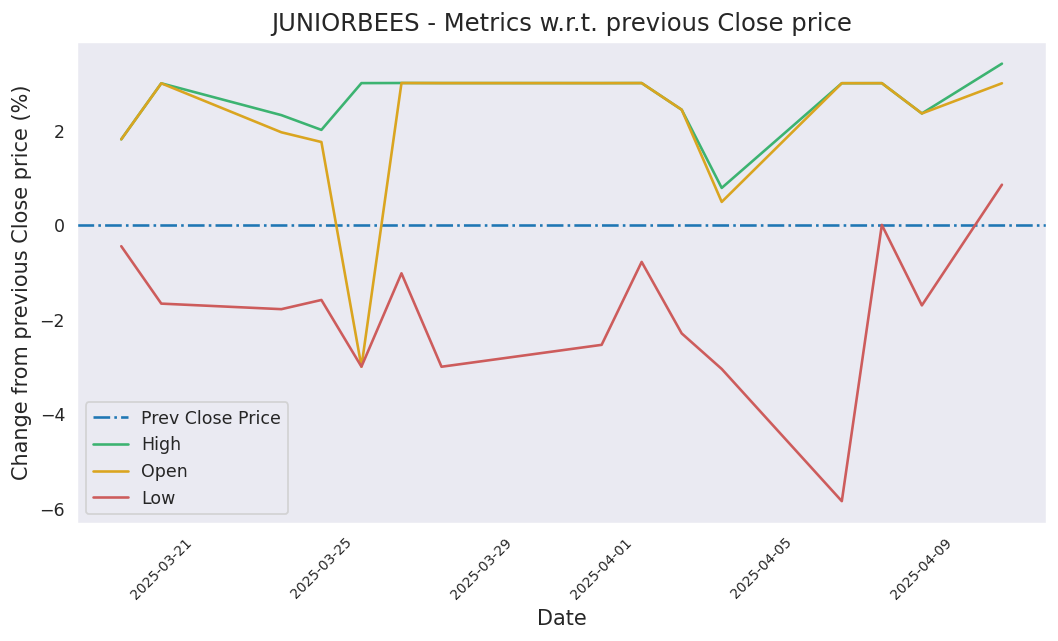 JUNIORBEES - Metrics w.r.t. previous Close price
Change from previous Close price (%)
2
0
−2
−4
−6
Prev Close Price
High
Open
Low
2025-03-21
2025-03-25
2025-03-29
2025-04-01
2025-04-05
2025-04-09
Date